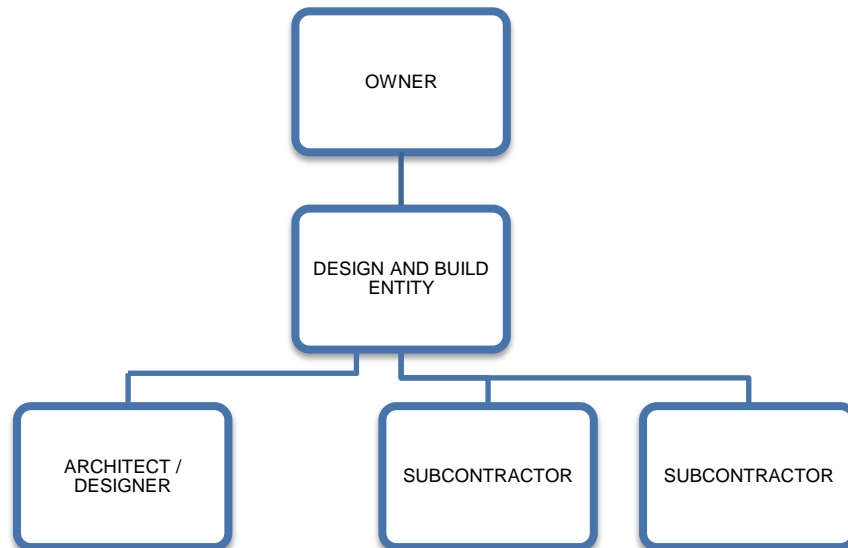 OWNER
DESIGN AND BUILD
ENTITY
ARCHITECT /
DESIGNER
SUBCONTRACTOR
SUBCONTRACTOR